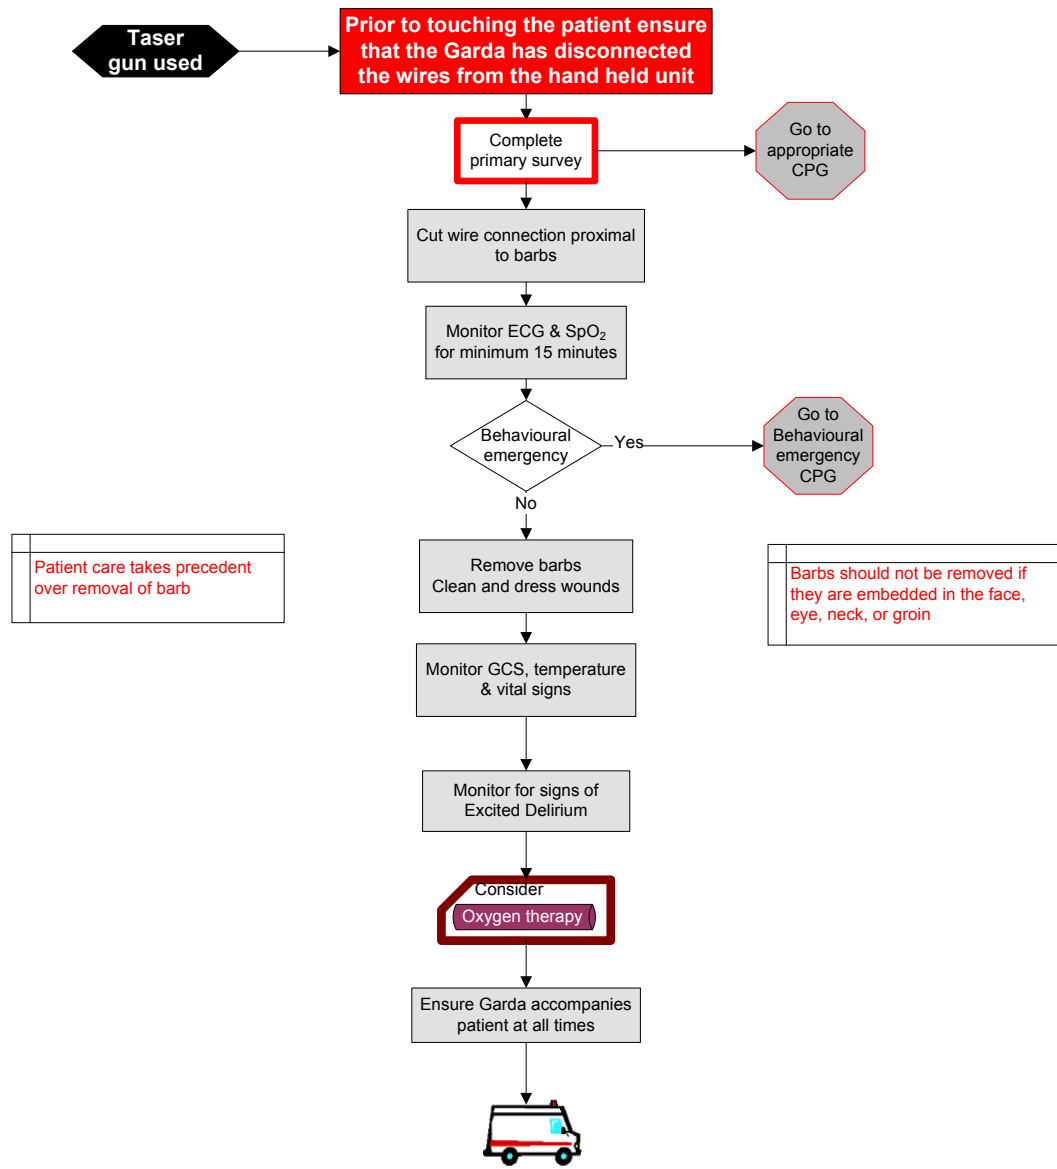 Taser
gun used
Prior to touching the patient ensure
that the Garda has disconnected
the wires from the hand held unit
Complete
primary survey
Go to
appropriate
CPG
Cut wire connection proximal
to barbs
Monitor ECG & SpO₂
for minimum 15 minutes
Behavioural
emergency
Yes
Go to
Behavioural
emergency
CPG
No
Patient care takes precedent
over removal of barb
Remove barbs
Clean and dress wounds
Barbs should not be removed if
they are embedded in the face,
eye, neck, or groin
Monitor GCS, temperature
& vital signs
Monitor for signs of
Excited Delirium
Consider
Oxygen therapy
Ensure Garda accompanies
patient at all times